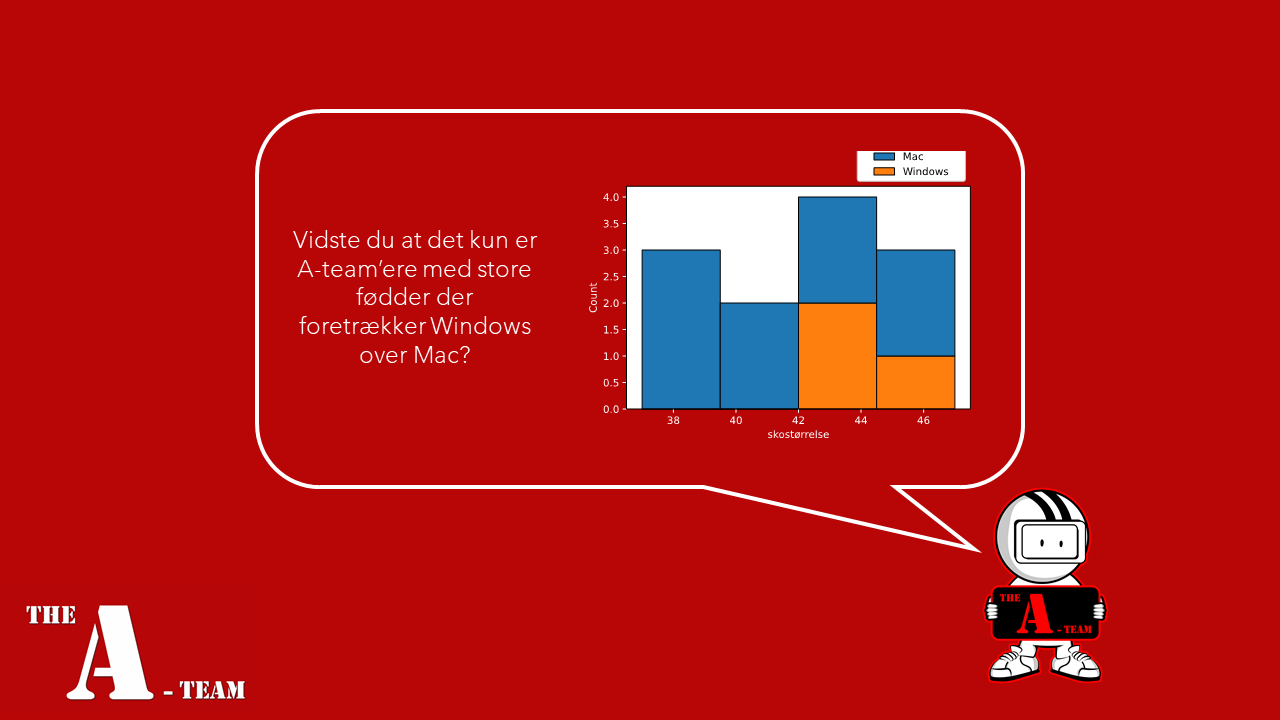 Mac
Windows
4.0
3.5
3.0
2.5
2.0
1.5
1.0
0.5
0.0
Count
38 40 42 44 46
skostørrelse
Vidste du at det kun er
A-team’ere med store
fødder der
foretrækker Windows
over Mac?
THE
A
- TEAM
THE
A
- TEAM